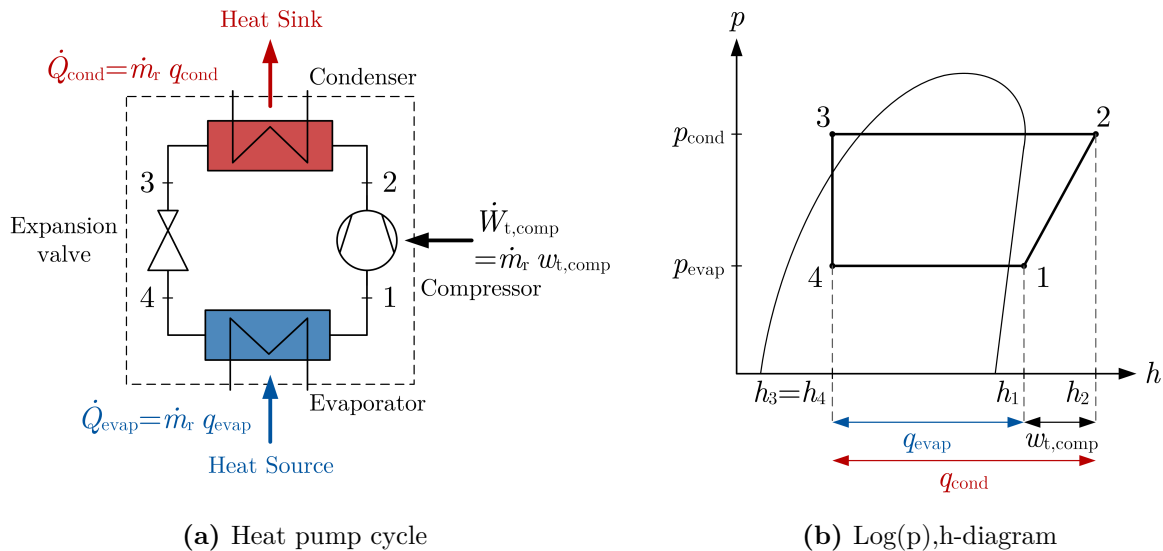 Heat Sink
Q̇cond=ṁr qcond
Condenser
3
2
Expansion
valve
Ẇt,comp
=ṁr wt,comp
Compressor
4
1
Evaporator
Q̇evap=ṁr qevap
Heat Source
(a) Heat pump cycle
p
pcond
3
2
pevap
4
1
h
h3=h4
h1
h2
qevap
wt,comp
qcond
(b) Log(p),h-diagram